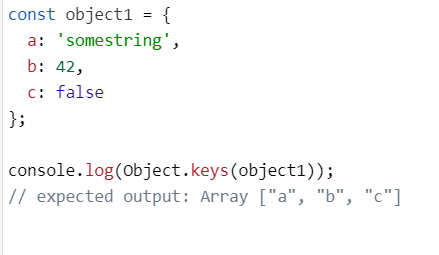 const object1 = {
  a: 'somestring',
  b: 42,
  c: false
};

console.log(Object.keys(object1));
// expected output: Array ["a", "b", "c"]